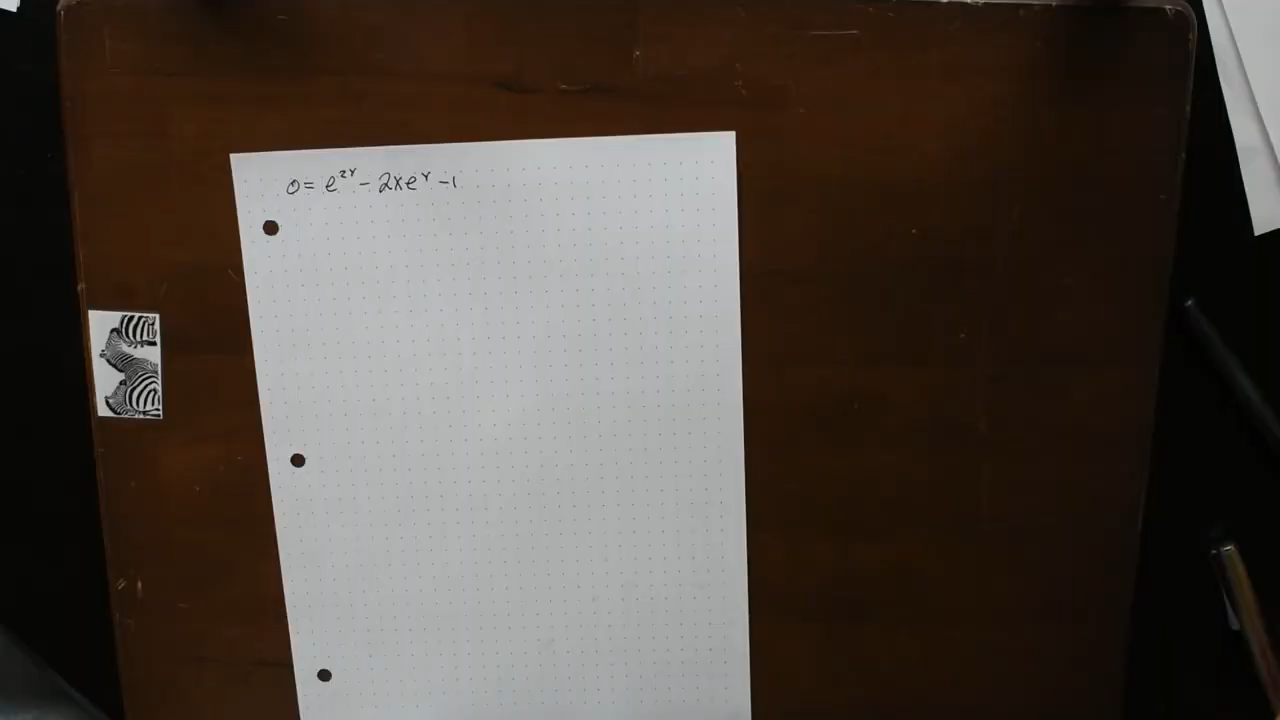 0 = e^{2y} - 2xe^{y} - 1